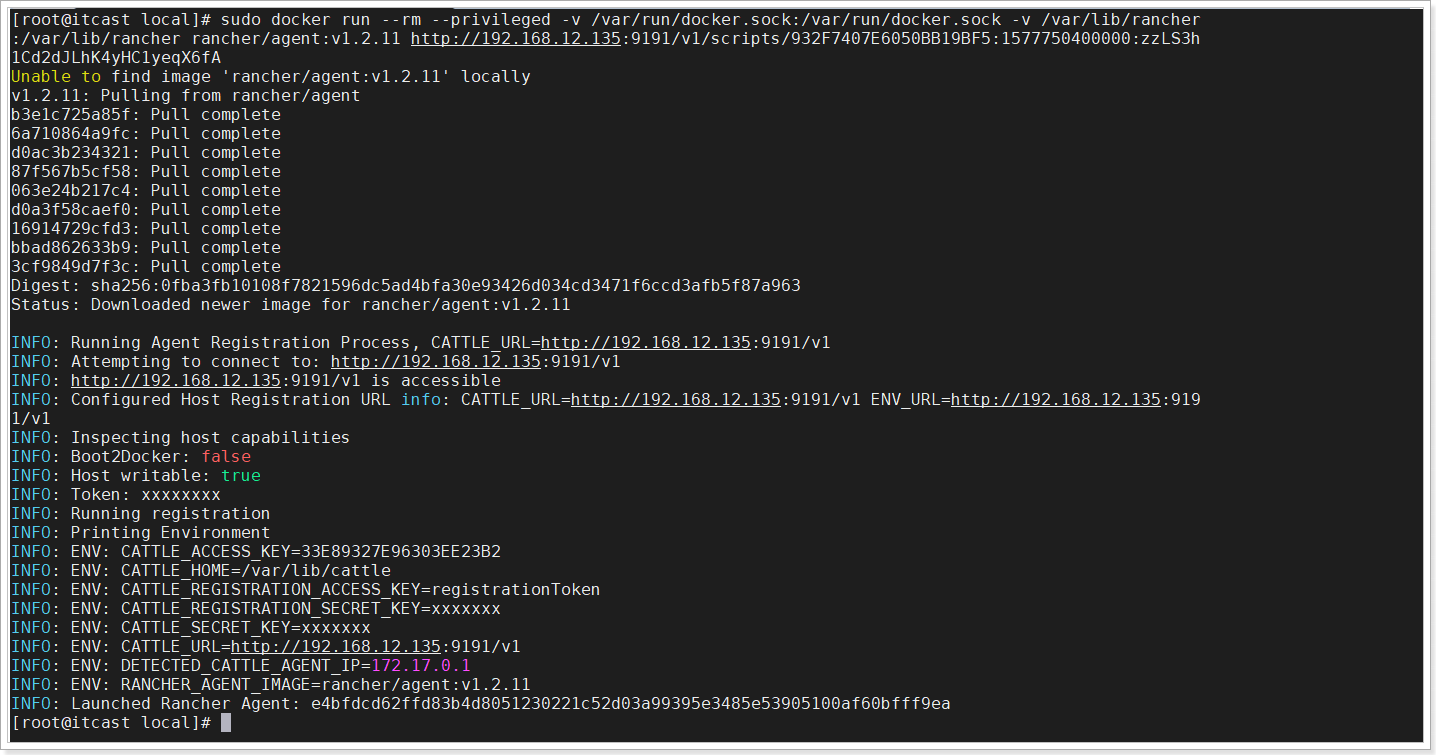 [root@itcast local]# sudo docker run --rm --privileged -v /var/run/docker.sock:/var/run/docker.sock -v /var/lib/rancher
:/var/lib/rancher rancher/agent:v1.2.11 http://192.168.12.135:9191/v1/scripts/932F7407E6050BB19BF5:1577750400000:zzLS3h
1Cd2dJLhK4yHC1yeqX6fA
Unable to find image 'rancher/agent:v1.2.11' locally
v1.2.11: Pulling from rancher/agent
b3e1c725a85f: Pull complete
6a710864a9fc: Pull complete
d0ac3b234321: Pull complete
87f567b5cf58: Pull complete
063e24b217c4: Pull complete
d0a3f58caef0: Pull complete
16914729cfd3: Pull complete
bbad862633b9: Pull complete
3cf9849d7f3c: Pull complete
Digest: sha256:0fba3fb10108f7821596dc5ad4bfa30e93426d034cd3471f6ccd3afb5f87a963
Status: Downloaded newer image for rancher/agent:v1.2.11
INFO: Running Agent Registration Process, CATTLE_URL=http://192.168.12.135:9191/v1
INFO: Attempting to connect to: http://192.168.12.135:9191/v1
INFO: http://192.168.12.135:9191/v1 is accessible
INFO: Configured Host Registration URL info: CATTLE_URL=http://192.168.12.135:9191/v1 ENV_URL=http://192.168.12.135:919
1/v1
INFO: Inspecting host capabilities
INFO: Boot2Docker: false
INFO: Host writable: true
INFO: Token: xxxxxxxx
INFO: Running registration
INFO: Printing Environment
INFO: ENV: CATTLE_ACCESS_KEY=33E89327E96303EE23B2
INFO: ENV: CATTLE_HOME=/var/lib/cattle
INFO: ENV: CATTLE_REGISTRATION_ACCESS_KEY=registrationToken
INFO: ENV: CATTLE_REGISTRATION_SECRET_KEY=xxxxxxx
INFO: ENV: CATTLE_SECRET_KEY=xxxxxxx
INFO: ENV: CATTLE_URL=http://192.168.12.135:9191/v1
INFO: ENV: DETECTED_CATTLE_AGENT_IP=172.17.0.1
INFO: ENV: RANCHER_AGENT_IMAGE=rancher/agent:v1.2.11
INFO: Launched Rancher Agent: e4bfdcd62ffd83b4d8051230221c52d03a99395e3485e53905100af60bfff9ea
[root@itcast local]#